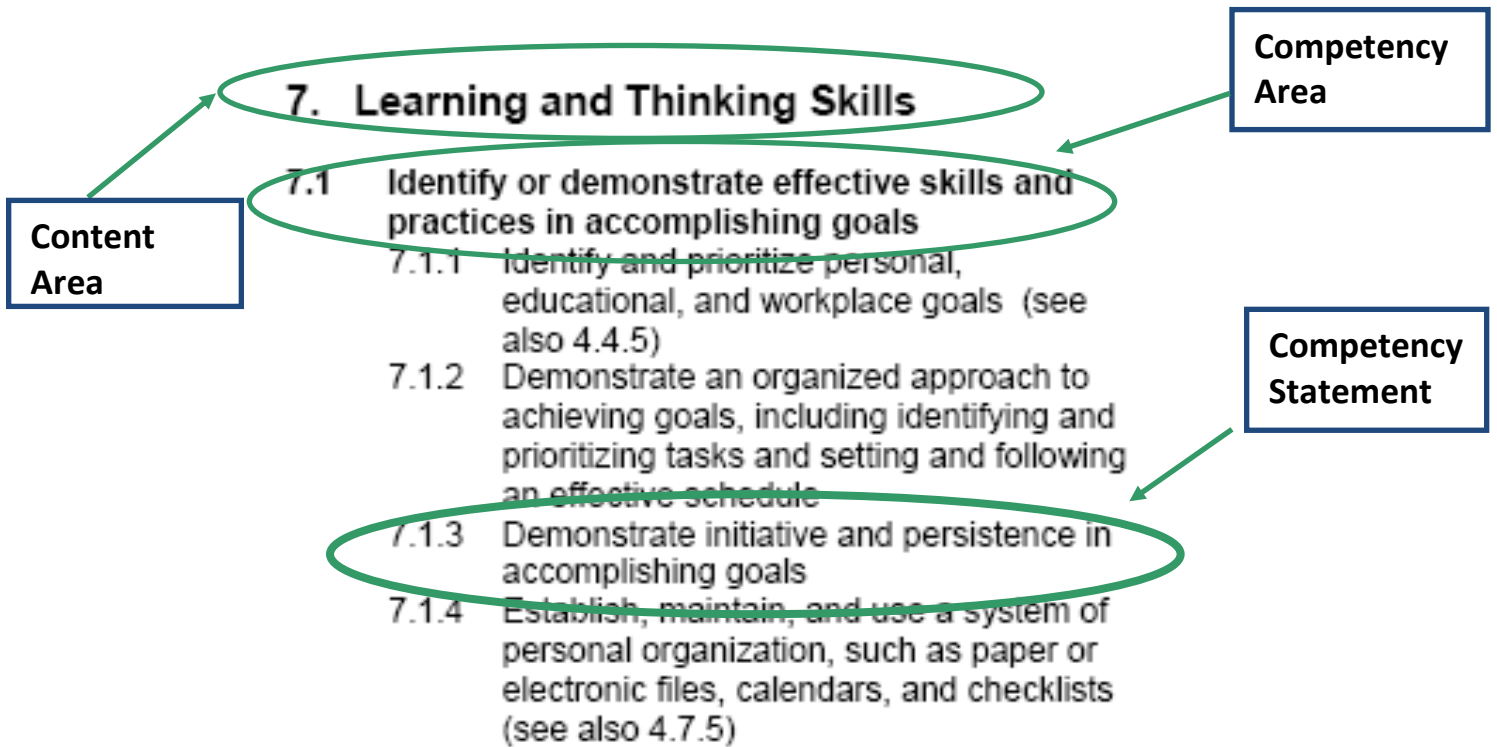 Competency
Area
7. Learning and Thinking Skills
7.1 Identify or demonstrate effective skills and
practices in accomplishing goals
Content
Area
7.1.1 Identify and prioritize personal,
educational, and workplace goals (see
also 4.4.5)
7.1.2 Demonstrate an organized approach to
achieving goals, including identifying and
prioritizing tasks and setting and following
an effective schedule
Competency
Statement
7.1.3 Demonstrate initiative and persistence in
accomplishing goals
7.1.4 Establish, maintain, and use a system of
personal organization, such as paper or
electronic files, calendars, and checklists
(see also 4.7.5)